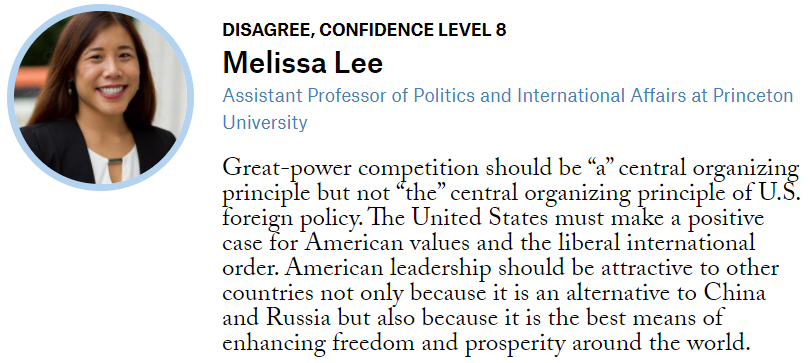 DISAGREE, CONFIDENCE LEVEL 8
Melissa Lee
Assistant Professor of Politics and International Affairs at Princeton
University
Great-power competition should be “a” central organizing
principle but not “the” central organizing principle of U.S.
foreign policy. The United States must make a positive
case for American values and the liberal international
order. American leadership should be attractive to other
countries not only because it is an alternative to China
and Russia but also because it is the best means of
enhancing freedom and prosperity around the world.